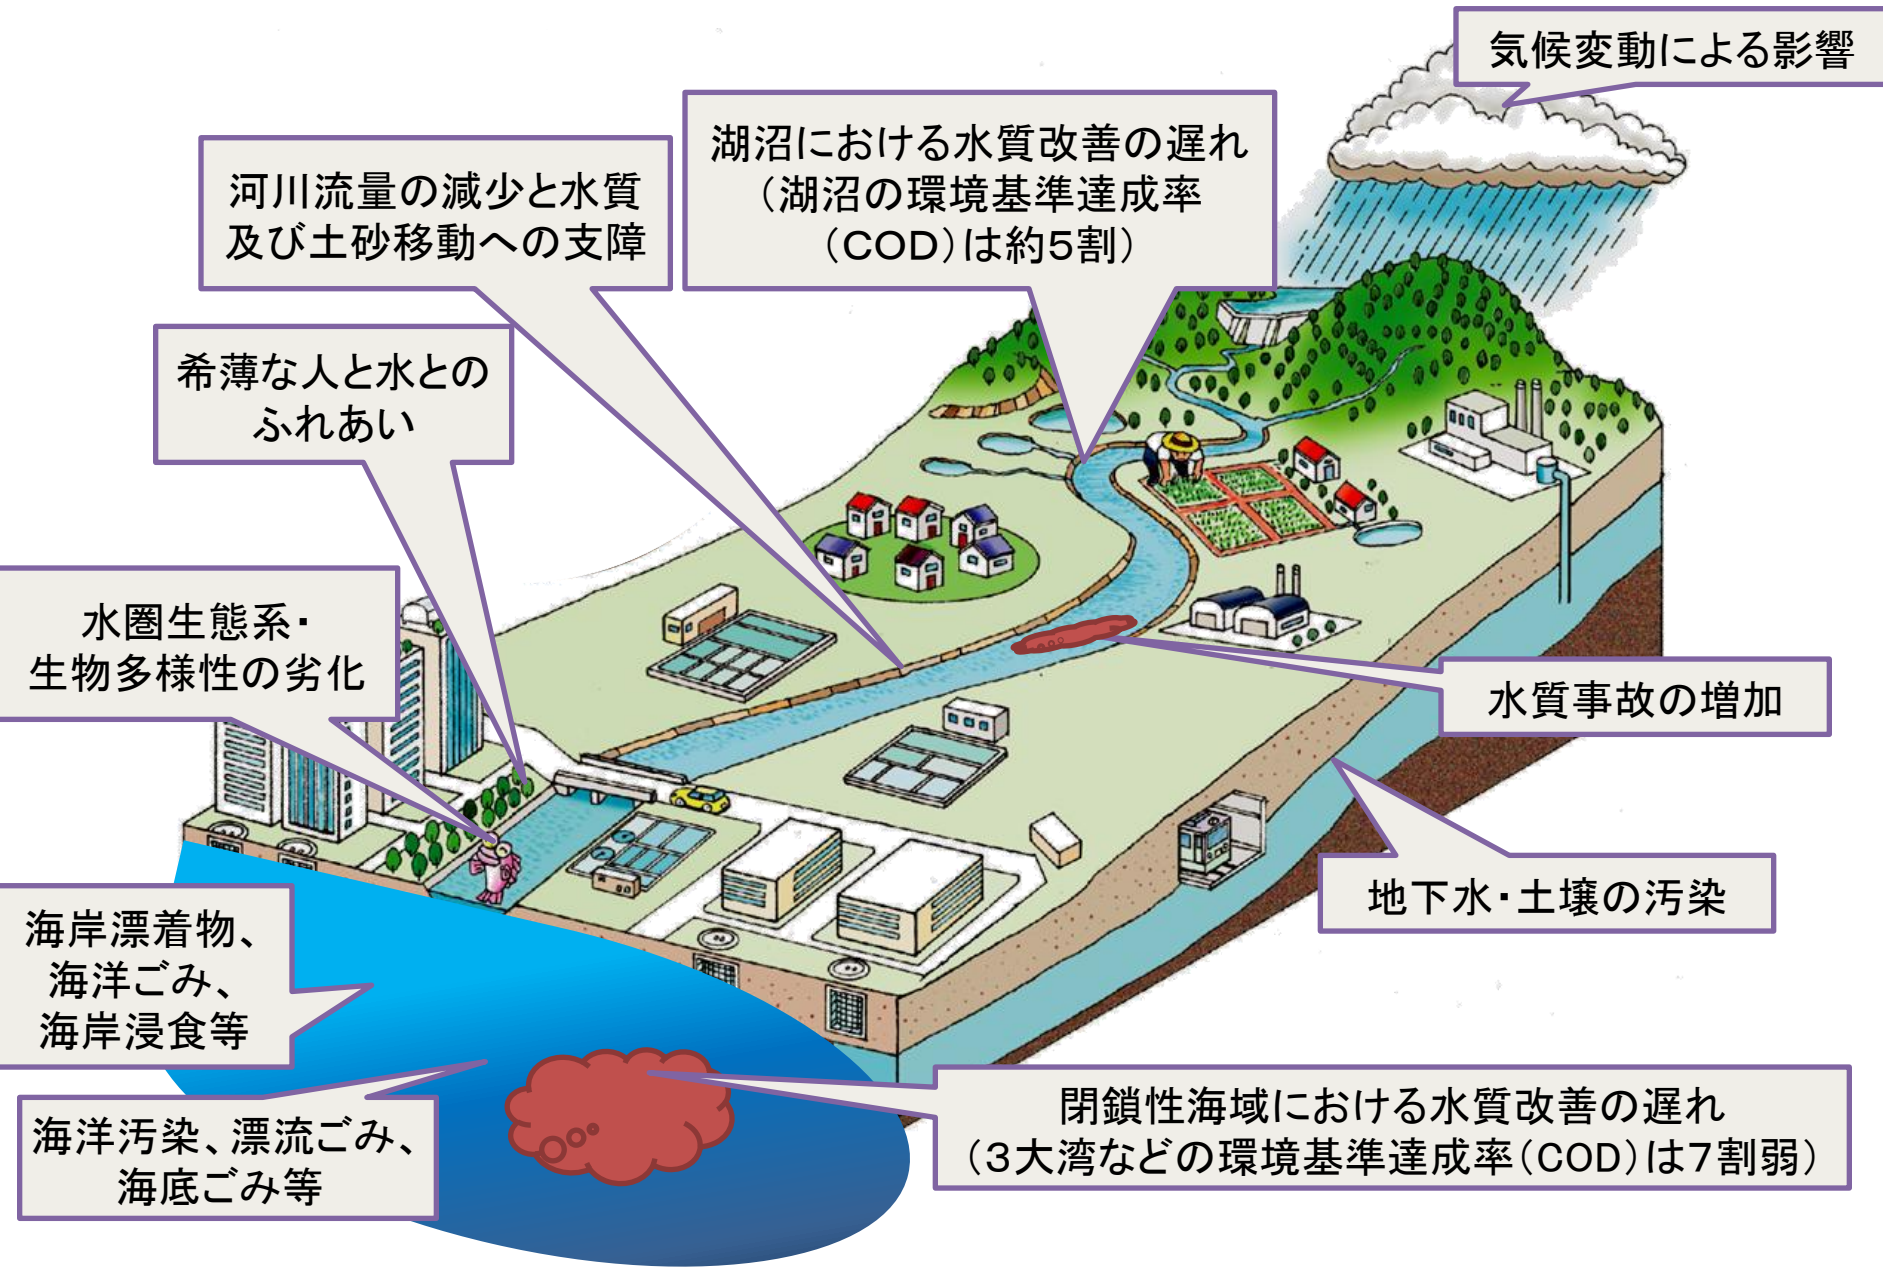 気候変動による影響
湖沼における水質改善の遅れ
（湖沼の環境基準達成率
（COD）は約5割）
河川流量の減少と水質
及び土砂移動への支障
希薄な人と水との
ふれあい
水圏生態系・
生物多様性の劣化
水質事故の増加
地下水・土壌の汚染
海岸漂着物、
海洋ごみ、
海岸浸食等
海洋汚染、漂流ごみ、
海底ごみ等
閉鎖性海域における水質改善の遅れ
（3大湾などの環境基準達成率（COD）は7割弱）